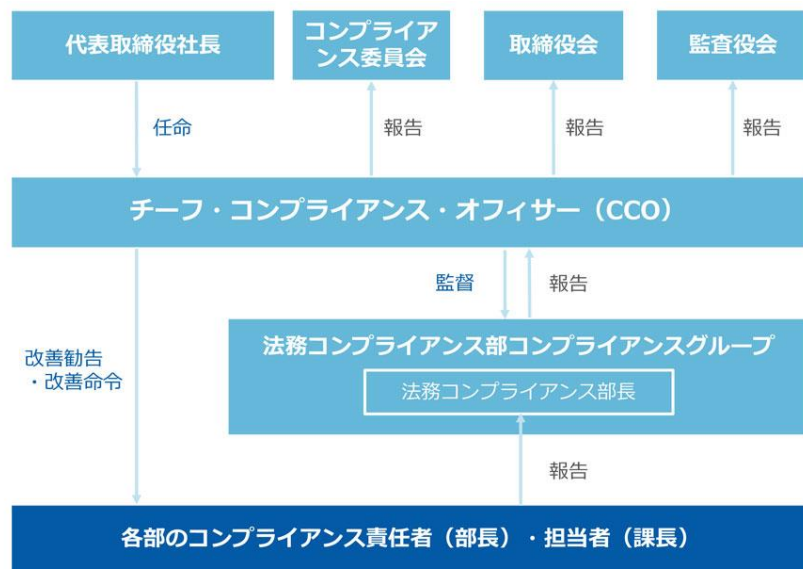 代表取締役社長
コンプライア
ンス委員会
取締役会
監査役会
任命
報告
報告
報告
チーフ・コンプライアンス・オフィサー（CCO）
監督
報告
改善勧告
・改善命令
法務コンプライアンス部コンプライアンスグループ
法務コンプライアンス部長
報告
各部のコンプライアンス責任者（部長）・担当者（課長）